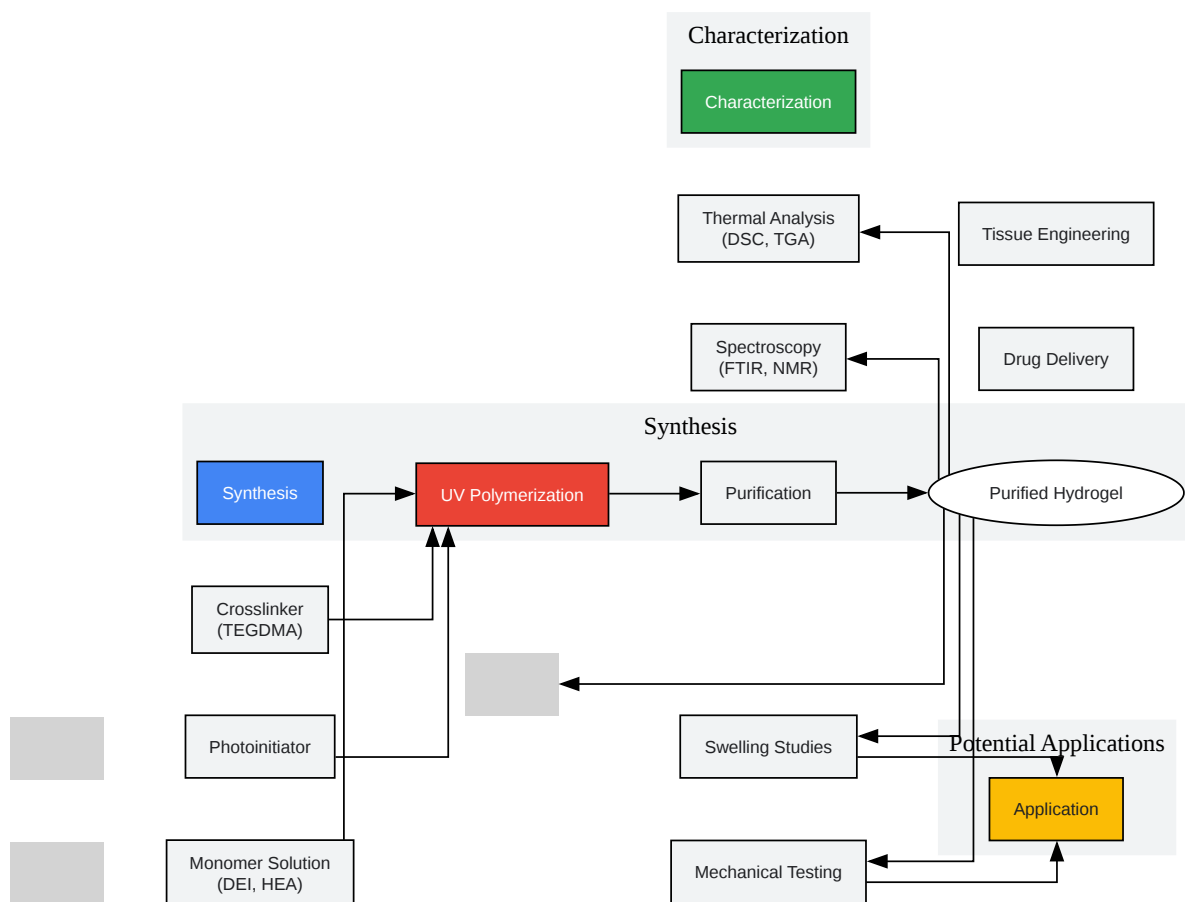 Characterization
Characterization
Thermal Analysis
(DSC, TGA)
Tissue Engineering
Spectroscopy
(FTIR, NMR)
Drug Delivery
Synthesis
Synthesis
UV Polymerization
Purification
Purified Hydrogel
Crosslinker
(TEGDMA)
Photoinitiator
Swelling Studies
Potential Applications
Application
Monomer Solution
(DEI, HEA)
Mechanical Testing